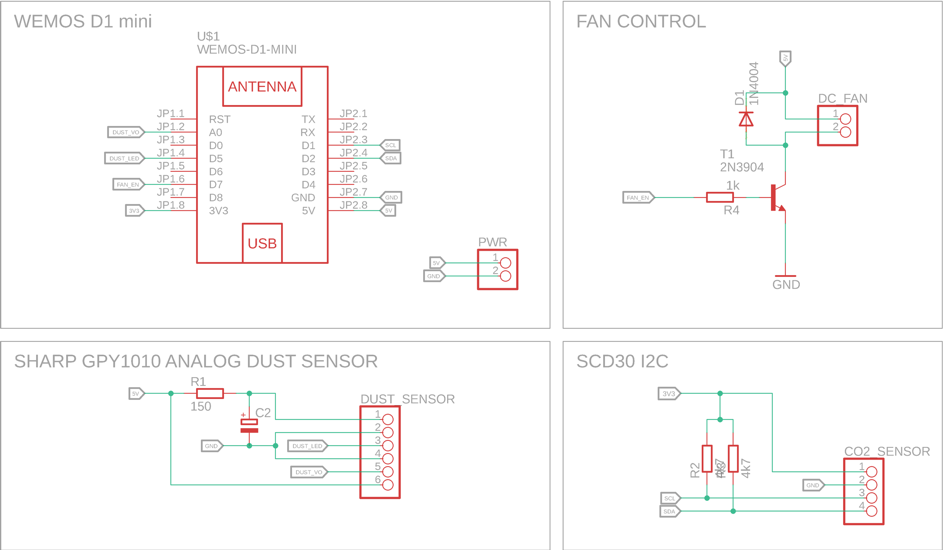 WEMOS D1 mini
U$1
WEMOS-D1-MINI
ANTENNA
JP1.1
RST
TX
JP2.1
DUST_VO
JP1.2
A0
RX
JP2.2
JP1.3
D0
D1
JP2.3
SCL
DUST_LED
JP1.4
D5
D2
JP2.4
SDA
JP1.5
D6
D3
JP2.5
FAN_EN
JP1.6
D7
D4
JP2.6
JP1.7
D8
GND
JP2.7
GND
3V3
JP1.8
3V3
5V
JP2.8
5V
USB
PWR
5V
1
GND
2
FAN CONTROL
5V
D1
1N4004
DC_FAN
1
2
T1
2N3904
FAN_EN
1k
R4
GND
SHARP GPY1010 ANALOG DUST SENSOR
5V
R1
150
C2
+
GND
DUST_SENSOR
1
2
DUST_LED
3
4
DUST_VO
5
6
SCD30 I2C
3V3
R2
4k7
4k7
CO2_SENSOR
1
GND
2
SCL
3
SDA
4